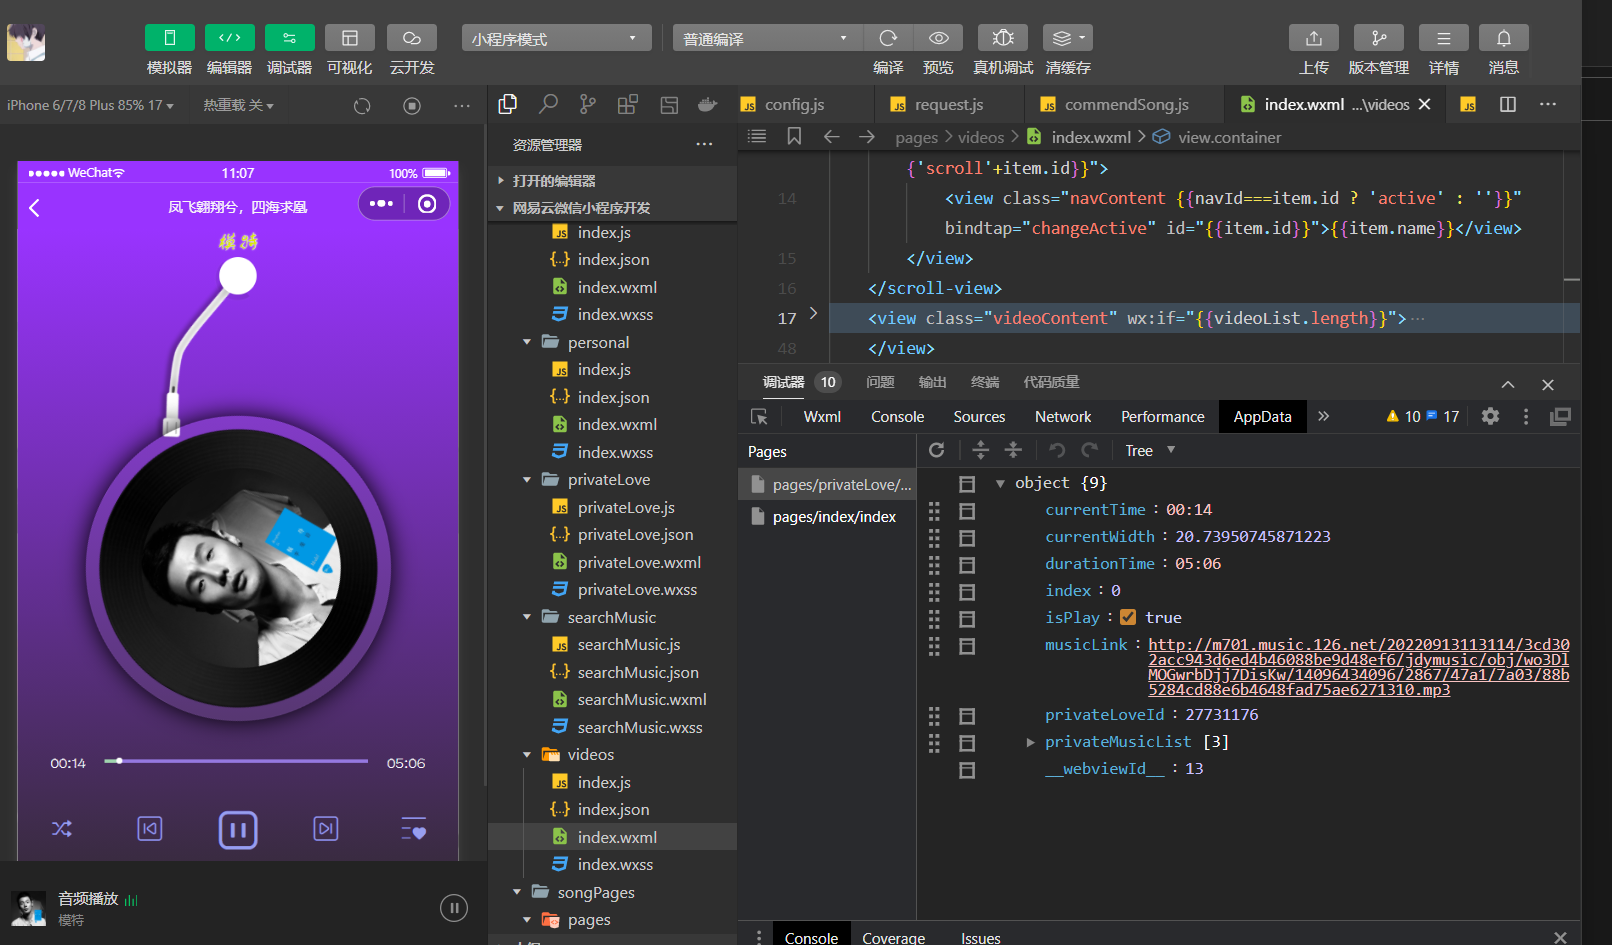 模拟器 编辑器 调试器 可视化 云开发
小程序模式 普通编译
编译 预览 真机调试 清缓存
上传 版本管理 详情 消息
iPhone 6/7/8 Plus 85% 17 热重载 关
WeChat 11:07 100%
凤飞翱翔兮，四海求凰
模特
00:14 05:06
音频播放
模特
资源管理器
打开的编辑器
网易云微信小程序开发
index.js
index.json
index.wxml
index.wxss
personal
index.js
index.json
index.wxml
index.wxss
privateLove
privateLove.js
privateLove.json
privateLove.wxml
privateLove.wxss
searchMusic
searchMusic.js
searchMusic.json
searchMusic.wxml
searchMusic.wxss
videos
index.js
index.json
index.wxml
index.wxss
songPages
pages
config.js request.js commendSong.js index.wxml ...\videos
pages > videos > index.wxml > view.container
{'scroll'+item.id}}">
14 <view class="navContent {{navId===item.id ? 'active' : ''}}"
bindtap="changeActive" id="{{item.id}}">{{item.name}}</view>
15 </view>
16 </scroll-view>
17 <view class="videoContent" wx:if="{{videoList.length}}">…
48 </view>
调试器 10 问题 输出 终端 代码质量
Wxml Console Sources Network Performance AppData 10 17
Pages
pages/privateLove/...
pages/index/index
Tree
object {9}
currentTime : 00:14
currentWidth : 20.73950745871223
durationTime : 05:06
index : 0
isPlay : true
musicLink : http://m701.music.126.net/20220913113114/3cd30
2acc943d6ed4b46088be9d48ef6/jdymusic/obj/wo3Dl
MOGwrbDjj7DisKw/14096434096/2867/47a1/7a03/88b
5284cd88e6b4648fad75ae6271310.mp3
privateLoveId : 27731176
privateMusicList [3]
__webviewId__ : 13
Console Coverage Issues